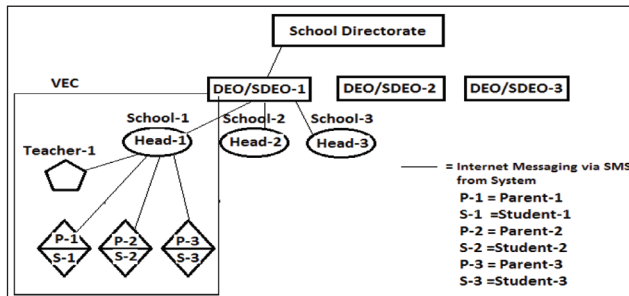 School Directorate
VEC
DEO/SDEO-1
DEO/SDEO-2
DEO/SDEO-3
School-1
School-2
School-3
Head-1
Head-2
Head-3
Teacher-1
P-1
S-1
P-2
S-2
P-3
S-3
= Internet Messaging via SMS
from System
P-1 = Parent-1
S-1 =Student-1
P-2 = Parent-2
S-2 =Student-2
P-3 = Parent-3
S-3 =Student-3